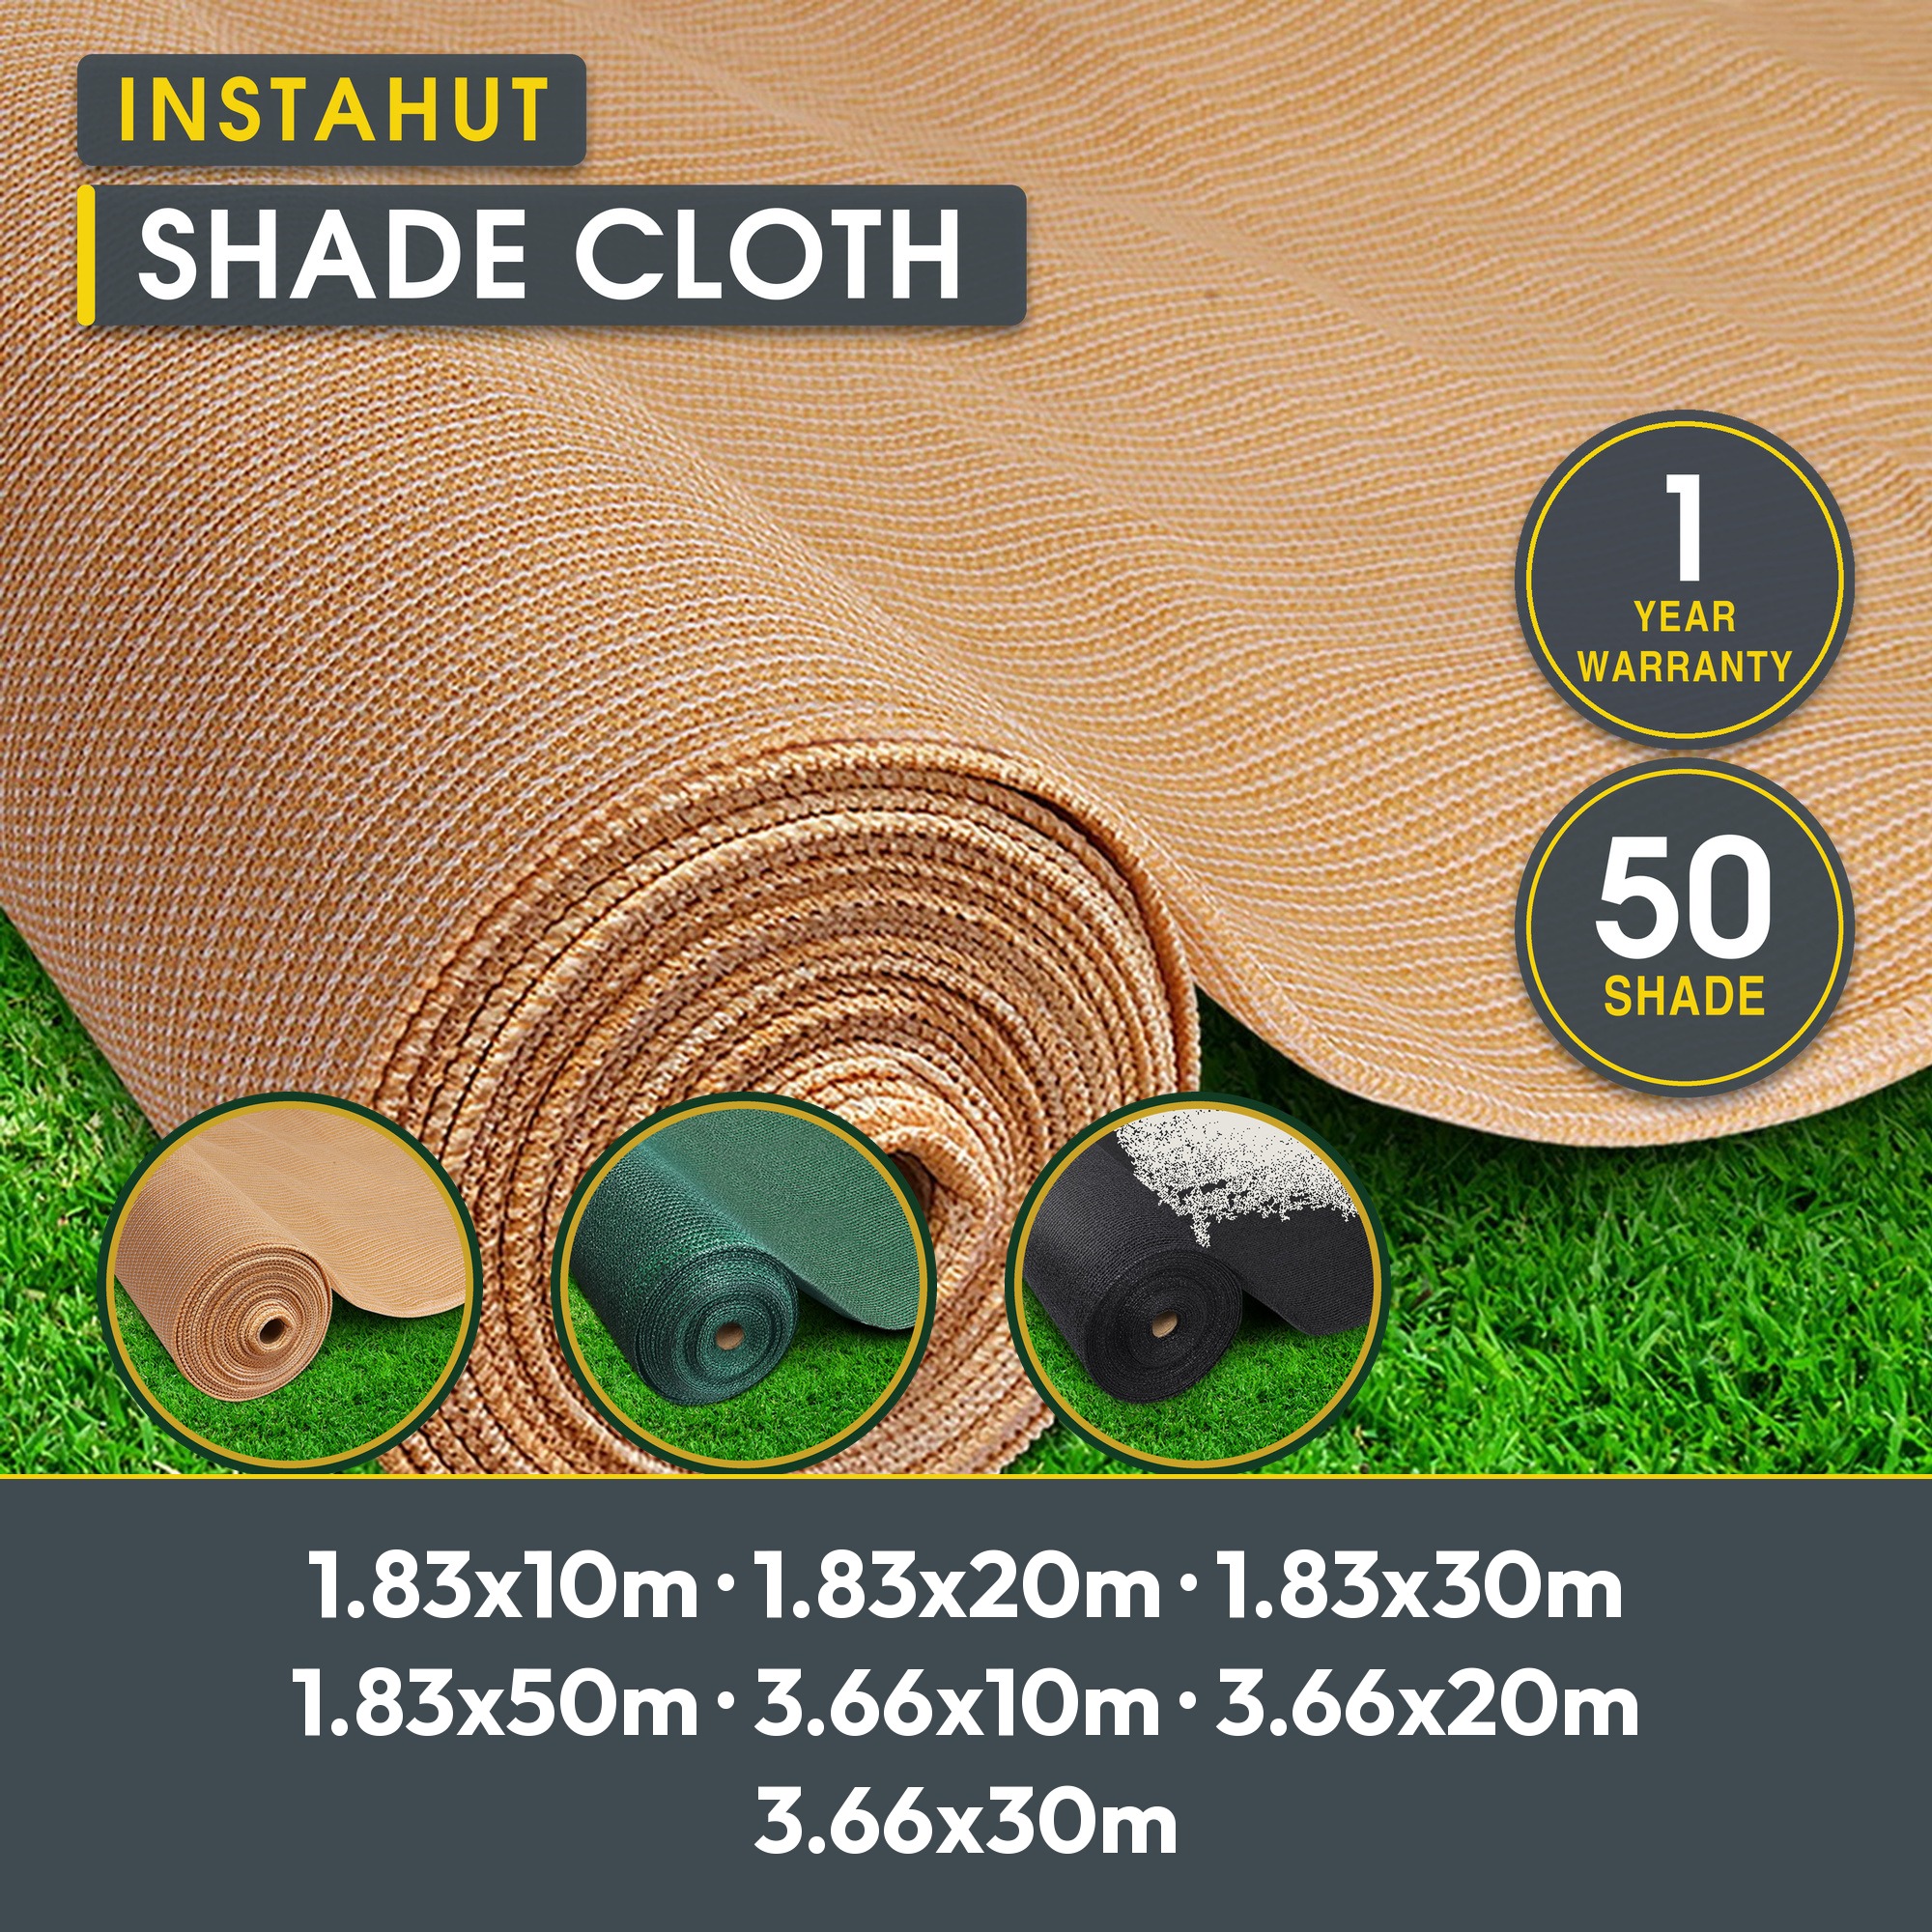 INSTAHUT
SHADE CLOTH
1
YEAR
WARRANTY
50
SHADE
1.83x10m • 1.83x20m • 1.83x30m
1.83x50m • 3.66x10m • 3.66x20m
3.66x30m